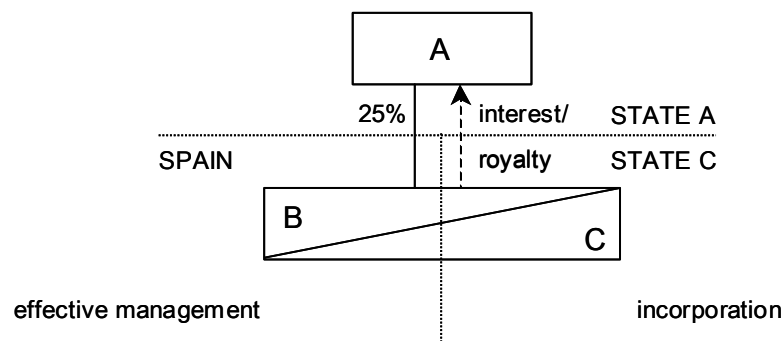 A
25% interest/ STATE A
SPAIN royalty STATE C
B
C
effective management incorporation